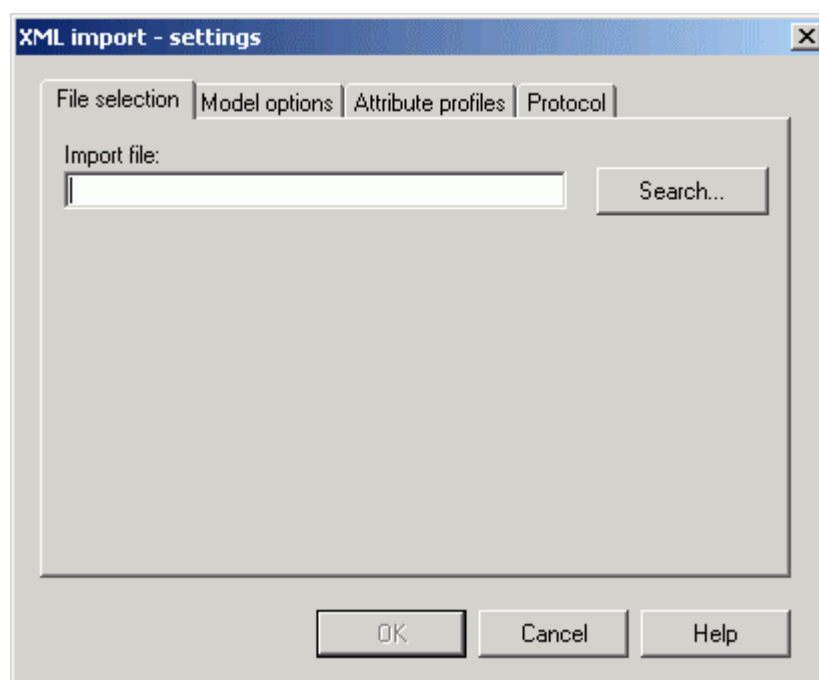 XML import - settings
File selection Model options Attribute profiles Protocol
Import file:
Search...
OK Cancel Help